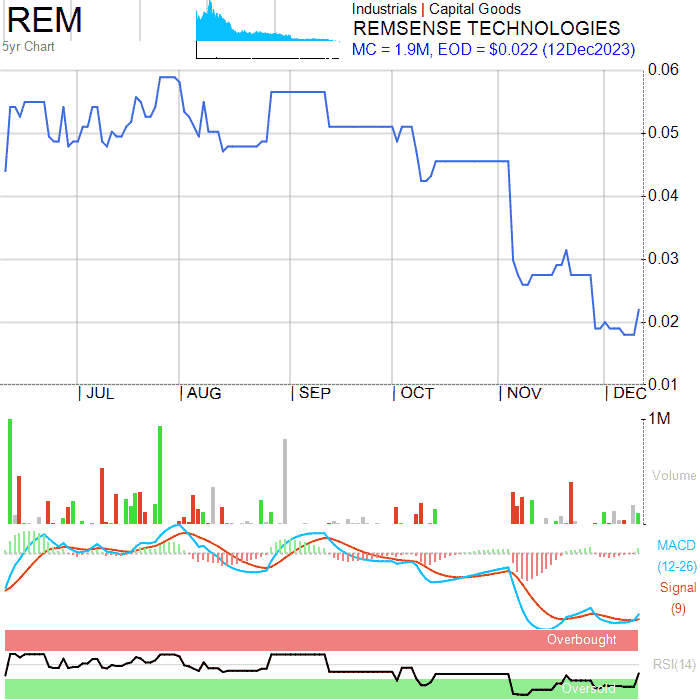 REM
5yr Chart
Industrials | Capital Goods
REMSENSE TECHNOLOGIES
MC = 1.9M, EOD = $0.022 (12Dec2023)
0.06
0.05
0.04
0.03
0.02
0.01
| JUL | AUG | SEP | OCT | NOV | DEC
1M
Volume
MACD
(12-26)
Signal
(9)
Overbought
RSI(14)
Oversold